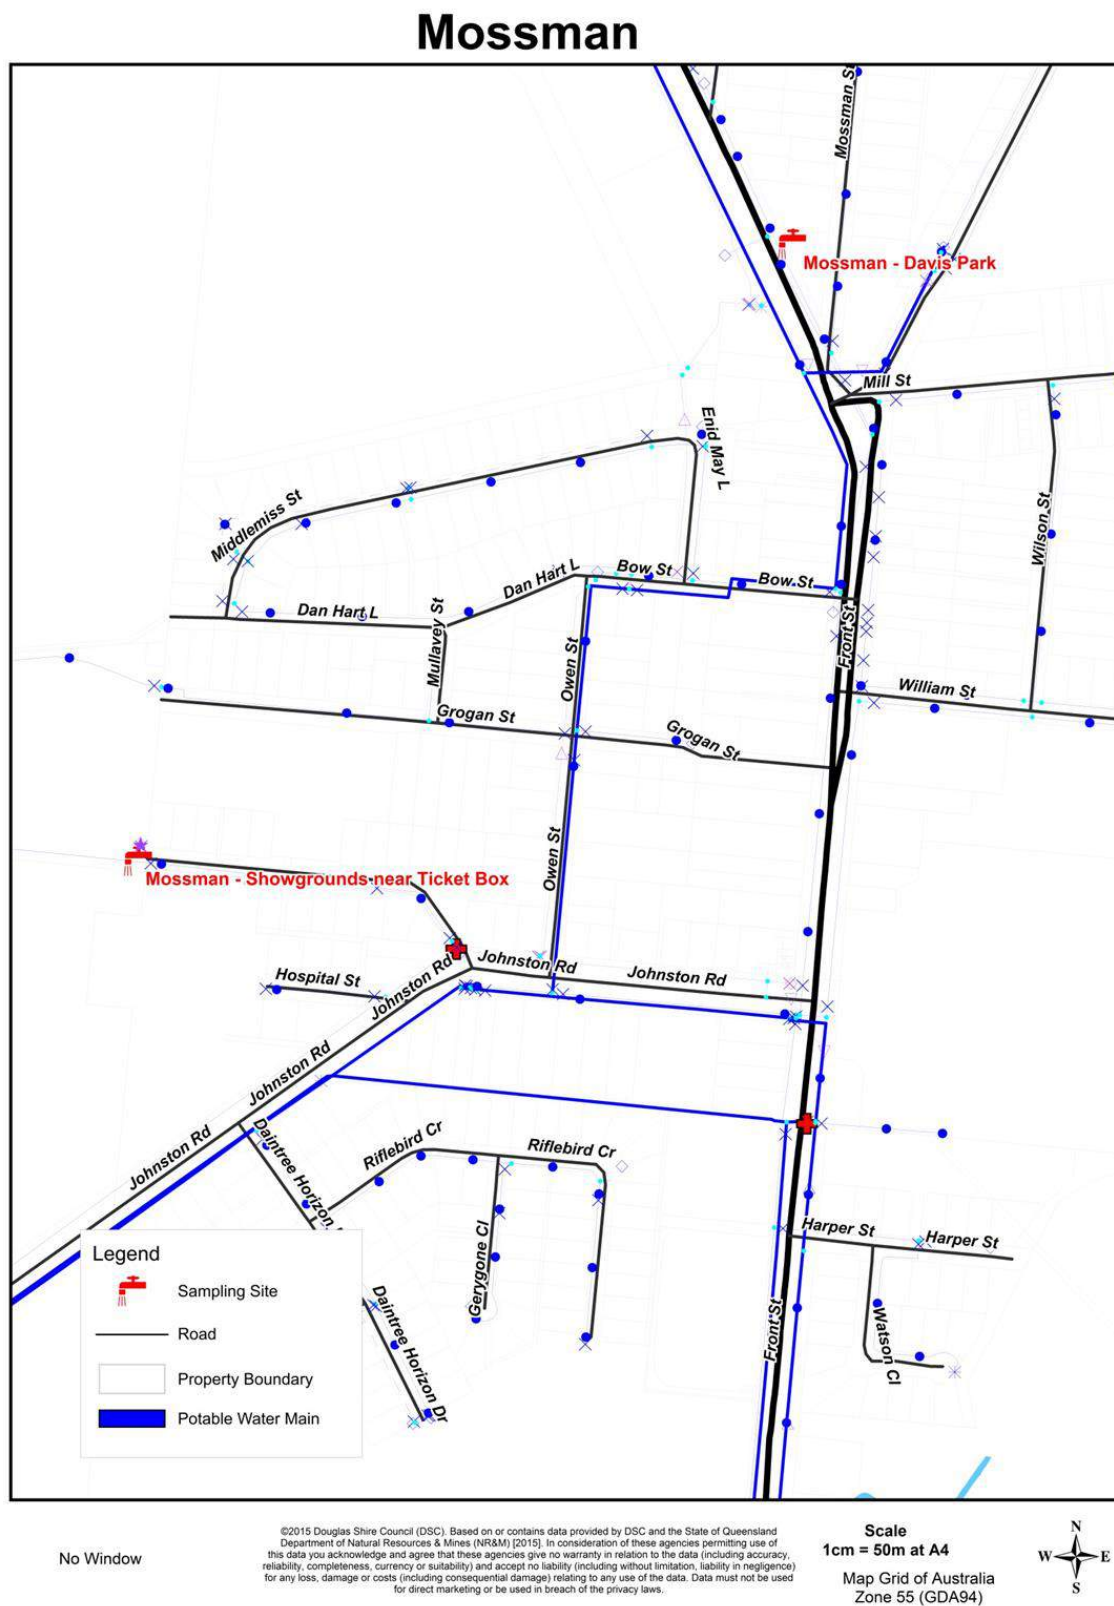 Mossman
Mossman St
Mossman - Davis Park
Mill St
Enid May L
Middlemiss St
Wilson St
Dan Hart L
Bow St
Bow St
Dan Hart L
Mullavey St
Owen St
Front St
William St
Grogan St
Grogan St
Owen St
Mossman - Showgrounds near Ticket Box
Johnston Rd
Johnston Rd
Johnston Rd
Hospital St
Johnston Rd
Johnston Rd
Daintree Horizon
Riflebird Cr
Riflebird Cr
Gerygone Cl
Harper St
Harper St
Watson Cl
Front St
Daintree Horizon Dr
Legend
Sampling Site
Road
Property Boundary
Potable Water Main
No Window
©2015 Douglas Shire Council (DSC). Based on or contains data provided by DSC and the State of Queensland
Department of Natural Resources & Mines (NR&M) [2015]. In consideration of these agencies permitting use of
this data you acknowledge and agree that these agencies give no warranty in relation to the data (including accuracy,
reliability, completeness, currency or suitability) and accept no liability (including without limitation, liability in negligence)
for any loss, damage or costs (including consequential damage) relating to any use of the data. Data must not be used
for direct marketing or be used in breach of the privacy laws.
Scale
1cm = 50m at A4
Map Grid of Australia
Zone 55 (GDA94)
N
W E
S